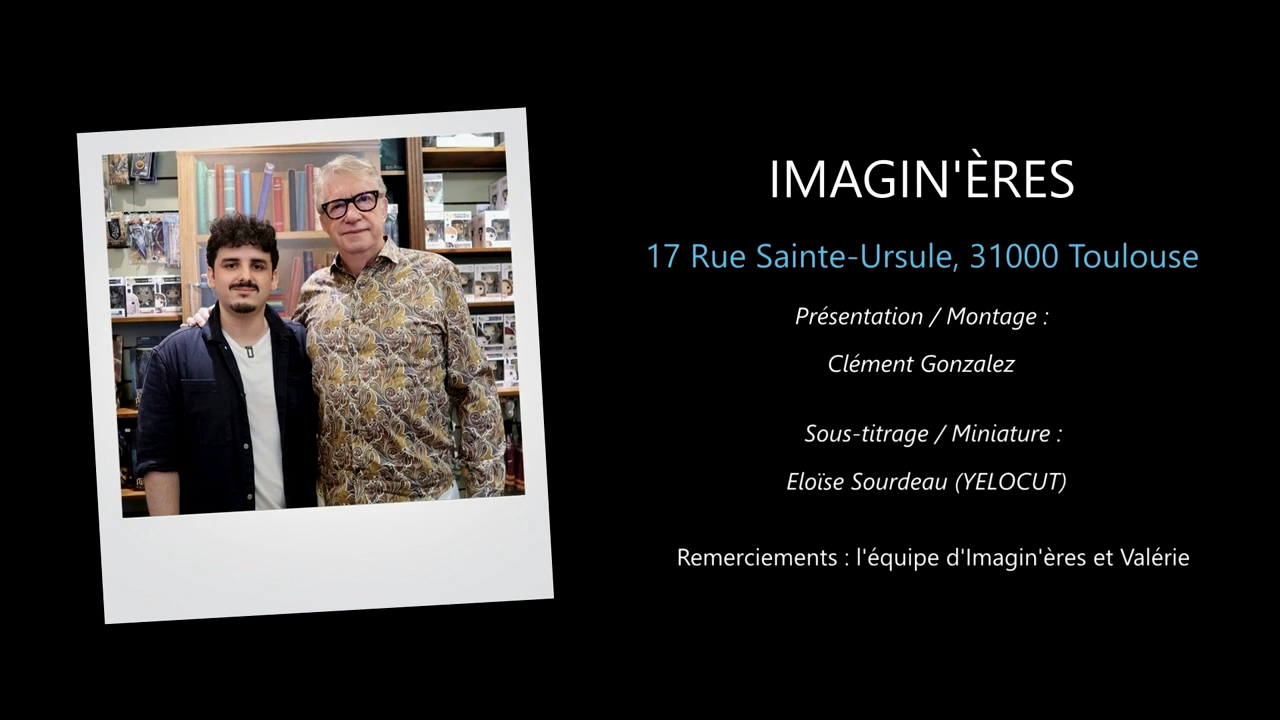 IMAGIN'ÈRES
17 Rue Sainte-Ursule, 31000 Toulouse
Présentation / Montage :
Clément Gonzalez
Sous-titrage / Miniature :
Eloïse Sourdeau (YELOCUT)
Remerciements : l'équipe d'Imagin'ères et Valérie